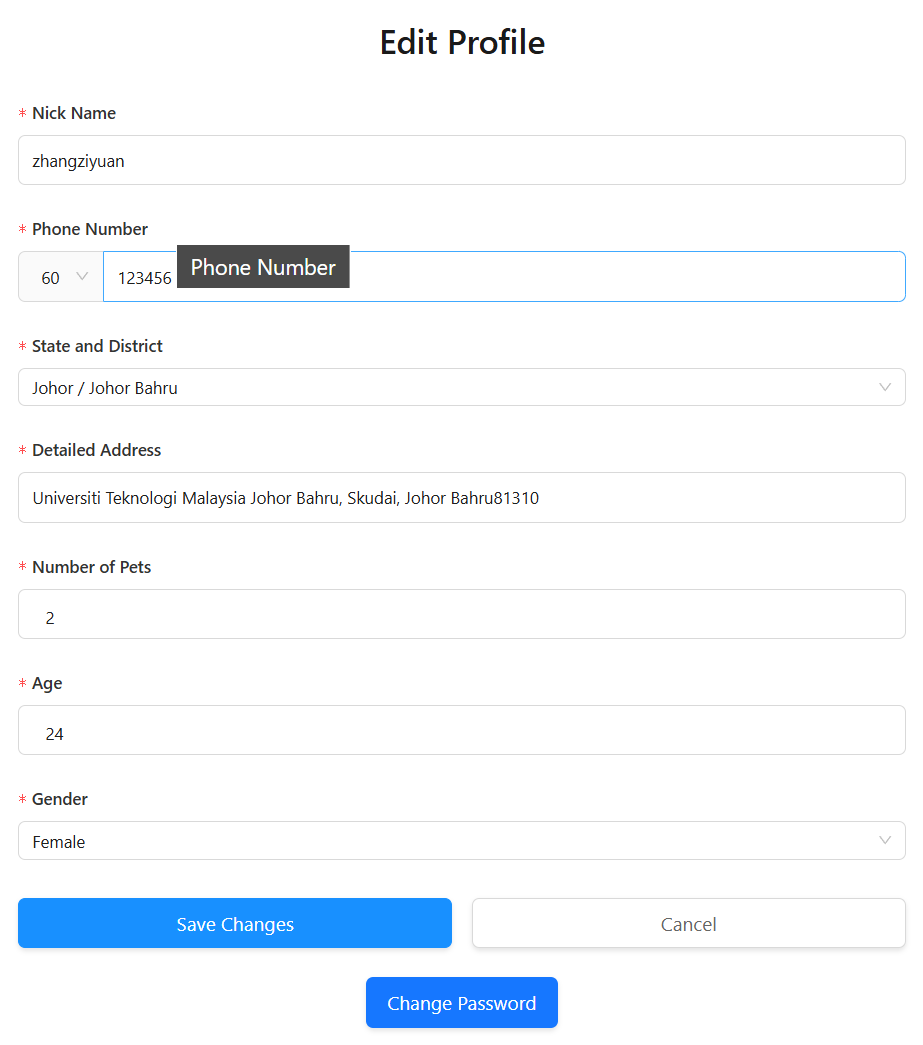 Edit Profile
* Nick Name
zhangziyuan
* Phone Number
60 123456 Phone Number
* State and District
Johor / Johor Bahru
* Detailed Address
Universiti Teknologi Malaysia Johor Bahru, Skudai, Johor Bahru81310
* Number of Pets
2
* Age
24
* Gender
Female
Save Changes Cancel
Change Password